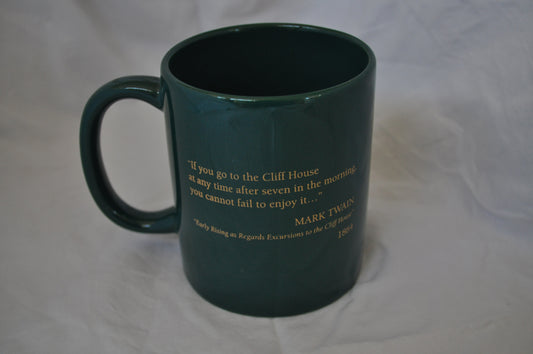 "if you go to the Cliff House
at any time after seven in the morning,
you cannot fail to enjoy it..."
MARK TWAIN
"Early Rising as Regards Excursions to the Cliff House"
1864